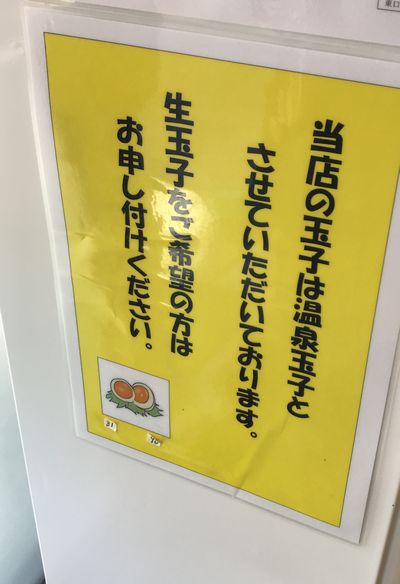 当店の玉子は温泉玉子と
させていただいております。
生玉子をご希望の方は
お申し付けください。
31